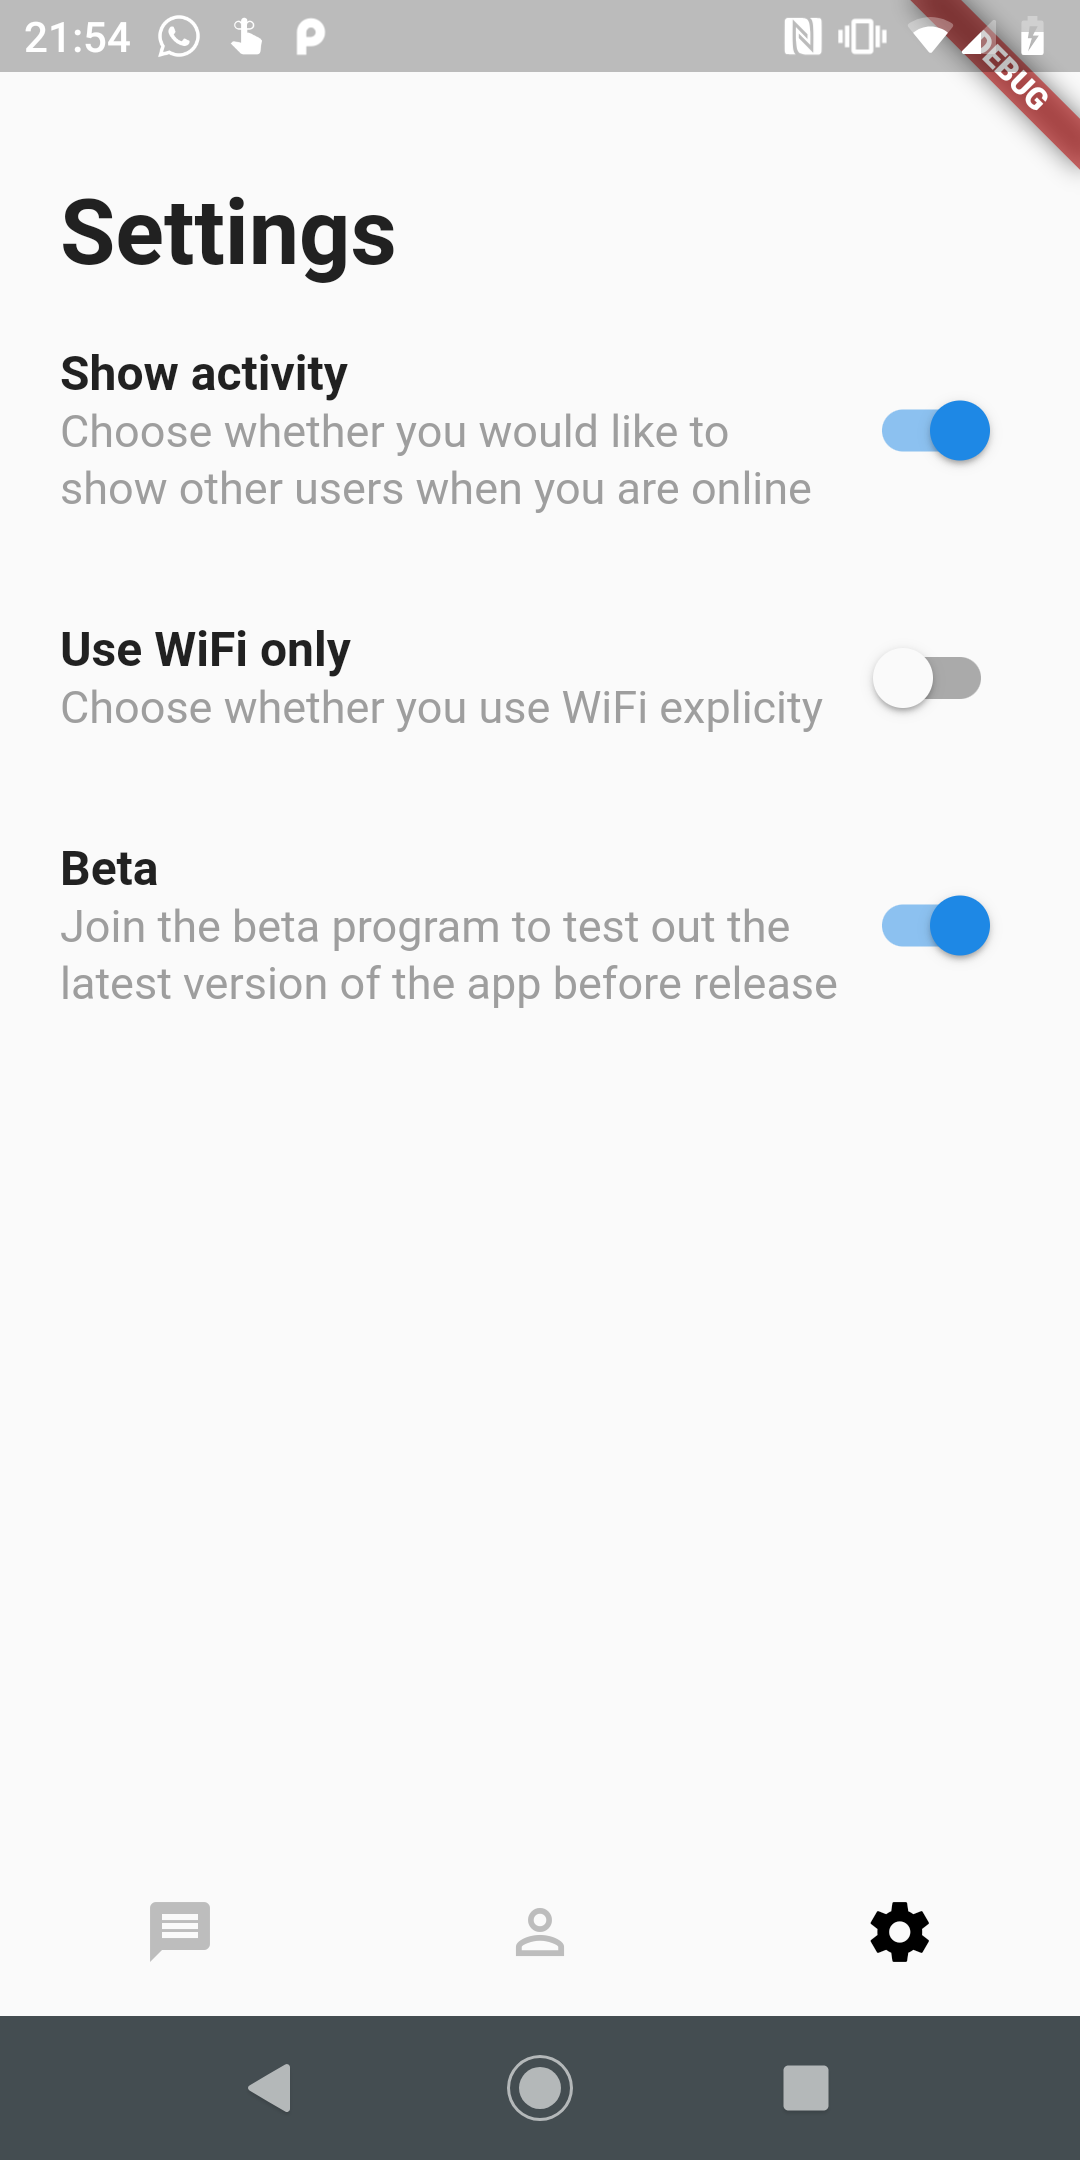 21:54
DEBUG
Settings
Show activity
Choose whether you would like to
show other users when you are online
Use WiFi only
Choose whether you use WiFi explicity
Beta
Join the beta program to test out the
latest version of the app before release